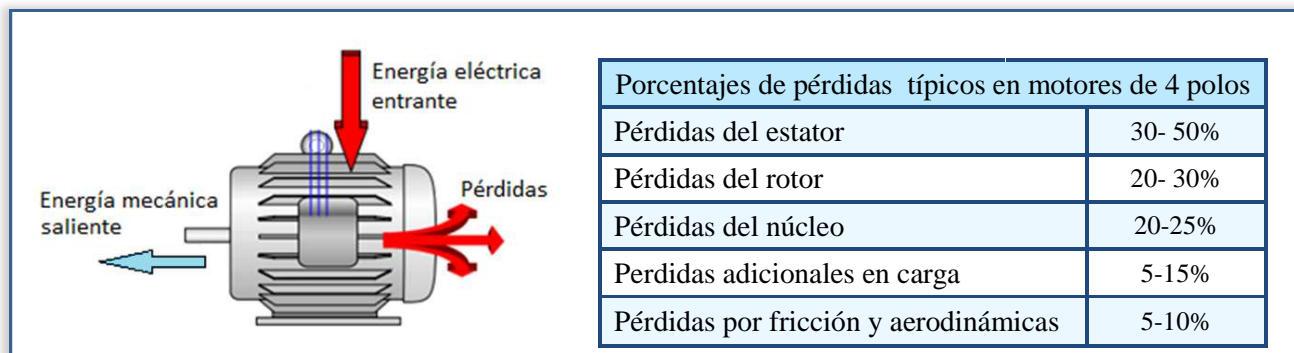 Energía eléctrica
entrante
Energía mecánica
saliente
Pérdidas
Porcentajes de pérdidas típicos en motores de 4 polos
Pérdidas del estator 30- 50%
Pérdidas del rotor 20- 30%
Pérdidas del núcleo 20-25%
Perdidas adicionales en carga 5-15%
Pérdidas por fricción y aerodinámicas 5-10%